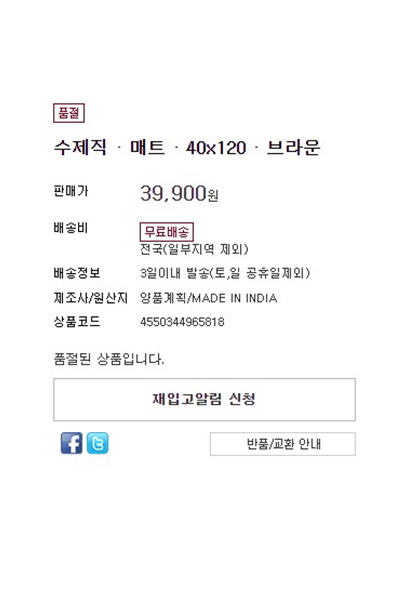 품절
수제직 · 매트 · 40x120 · 브라운
판매가 39,900원
배송비 무료배송
전국(일부지역 제외)
배송정보 3일이내 발송(토,일 공휴일제외)
제조사/원산지 양품계획/MADE IN INDIA
상품코드 4550344965818
품절된 상품입니다.
재입고알림 신청
반품/교환 안내